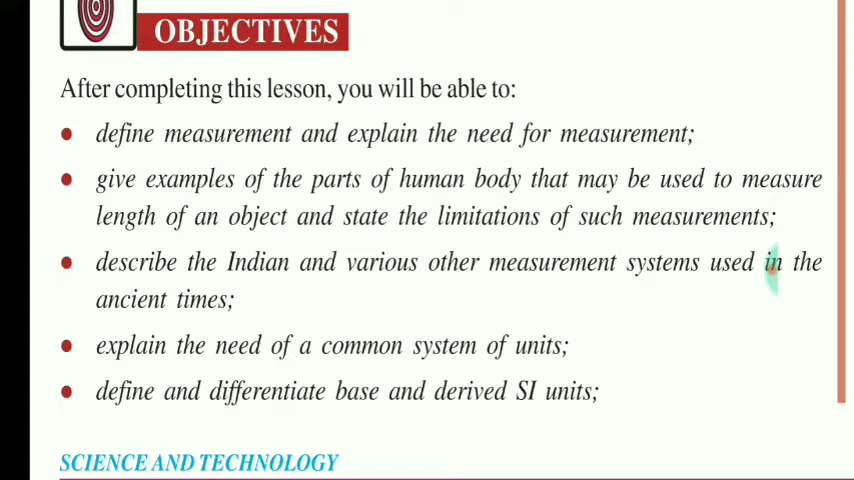 OBJECTIVES
After completing this lesson, you will be able to:
define measurement and explain the need for measurement;
give examples of the parts of human body that may be used to measure
length of an object and state the limitations of such measurements;
describe the Indian and various other measurement systems used in the
ancient times;
explain the need of a common system of units;
define and differentiate base and derived SI units;
SCIENCE AND TECHNOLOGY